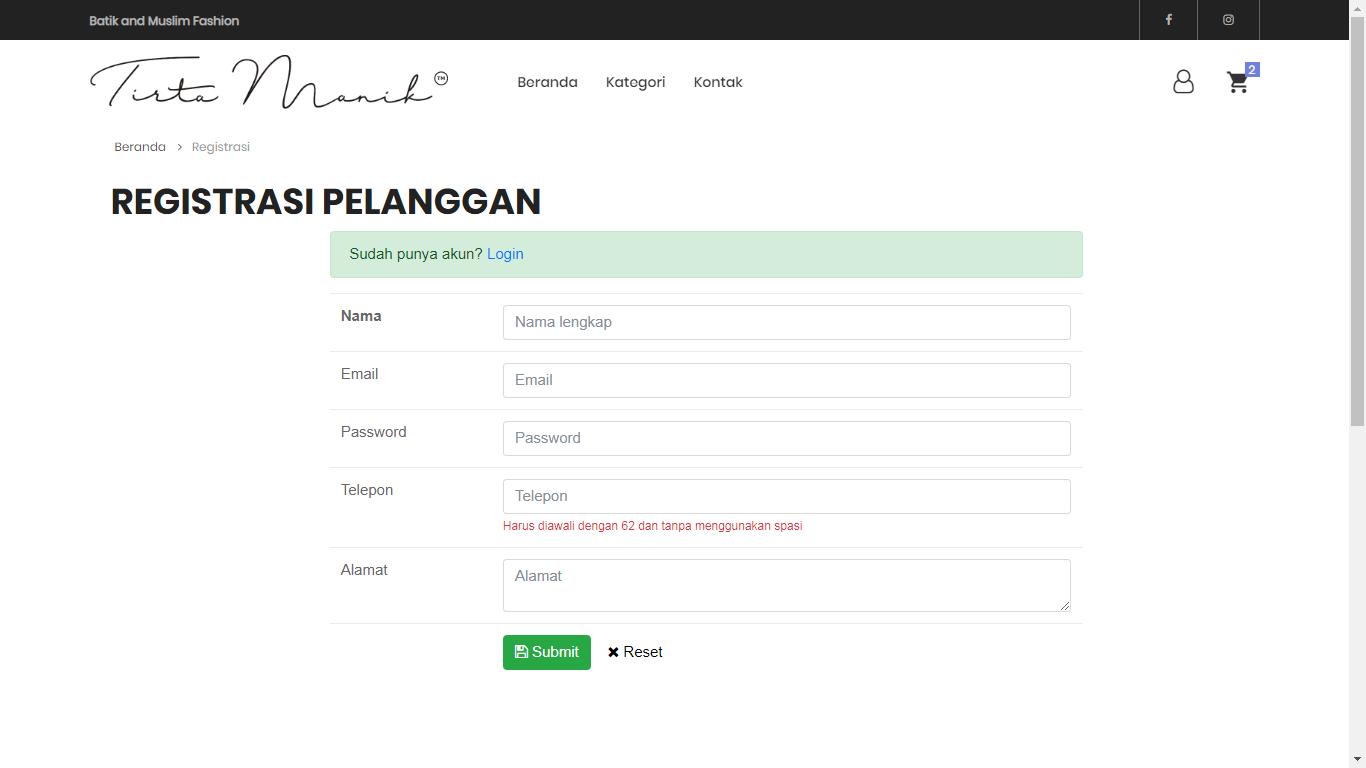 Batik and Muslim Fashion
Tirta Manik™
Beranda Kategori Kontak
2
Beranda > Registrasi
REGISTRASI PELANGGAN
Sudah punya akun? Login
Nama Nama lengkap
Email Email
Password Password
Telepon Telepon
Harus diawali dengan 62 dan tanpa menggunakan spasi
Alamat Alamat
Submit Reset